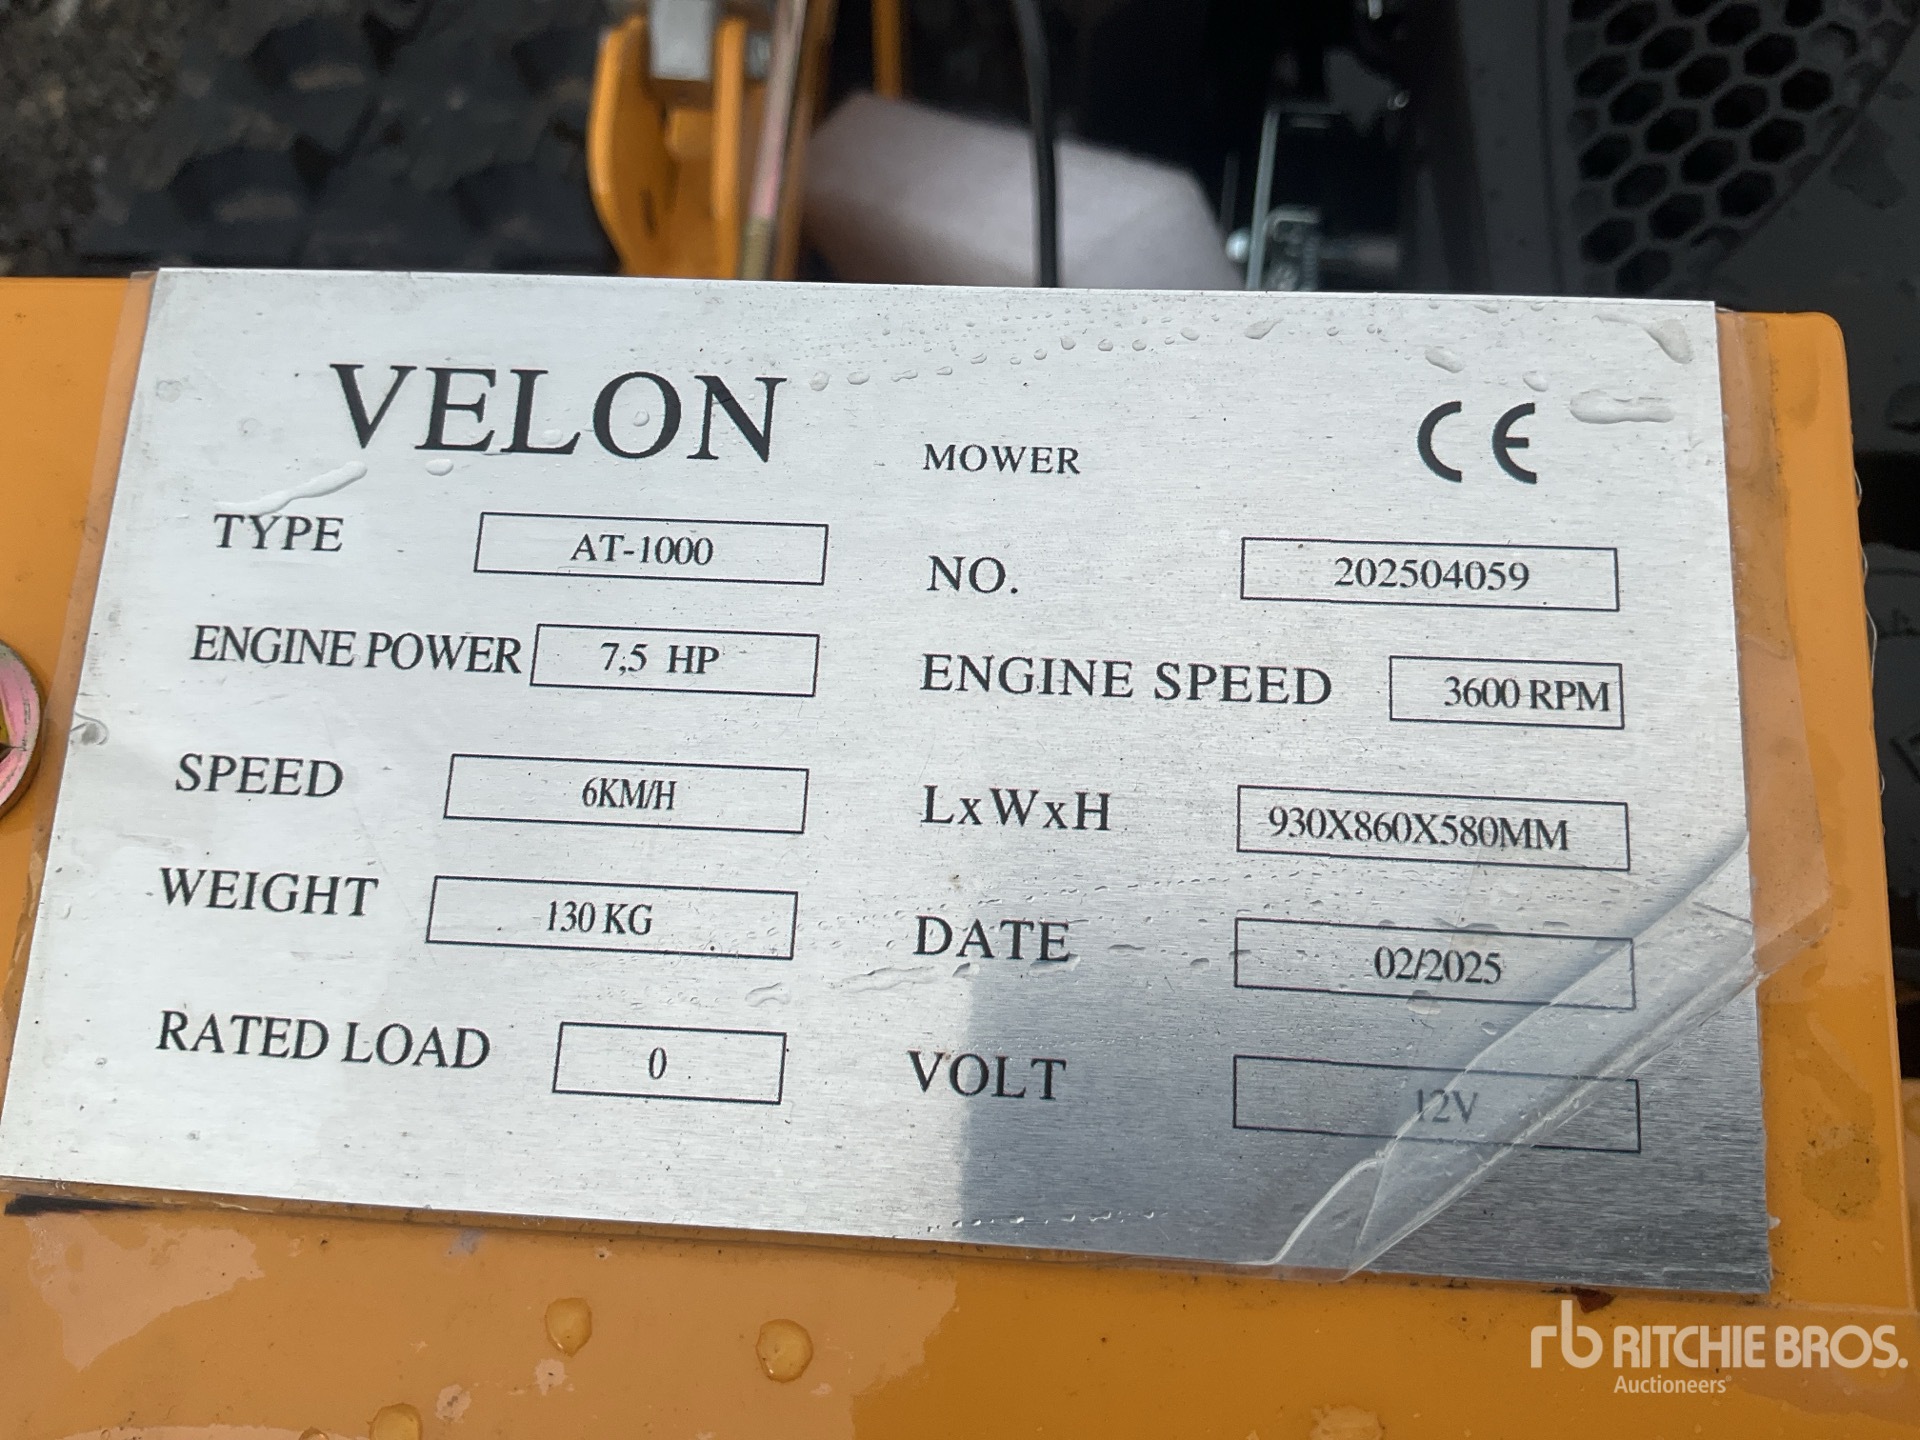 VELON MOWER CE
TYPE AT-1000 NO. 202504059
ENGINE POWER 7,5 HP ENGINE SPEED 3600 RPM
SPEED 6KM/H LxWxH 930X860X580MM
WEIGHT 130 KG DATE 02/2025
RATED LOAD 0 VOLT 12V
rb RITCHIE BROS.
Auctioneers